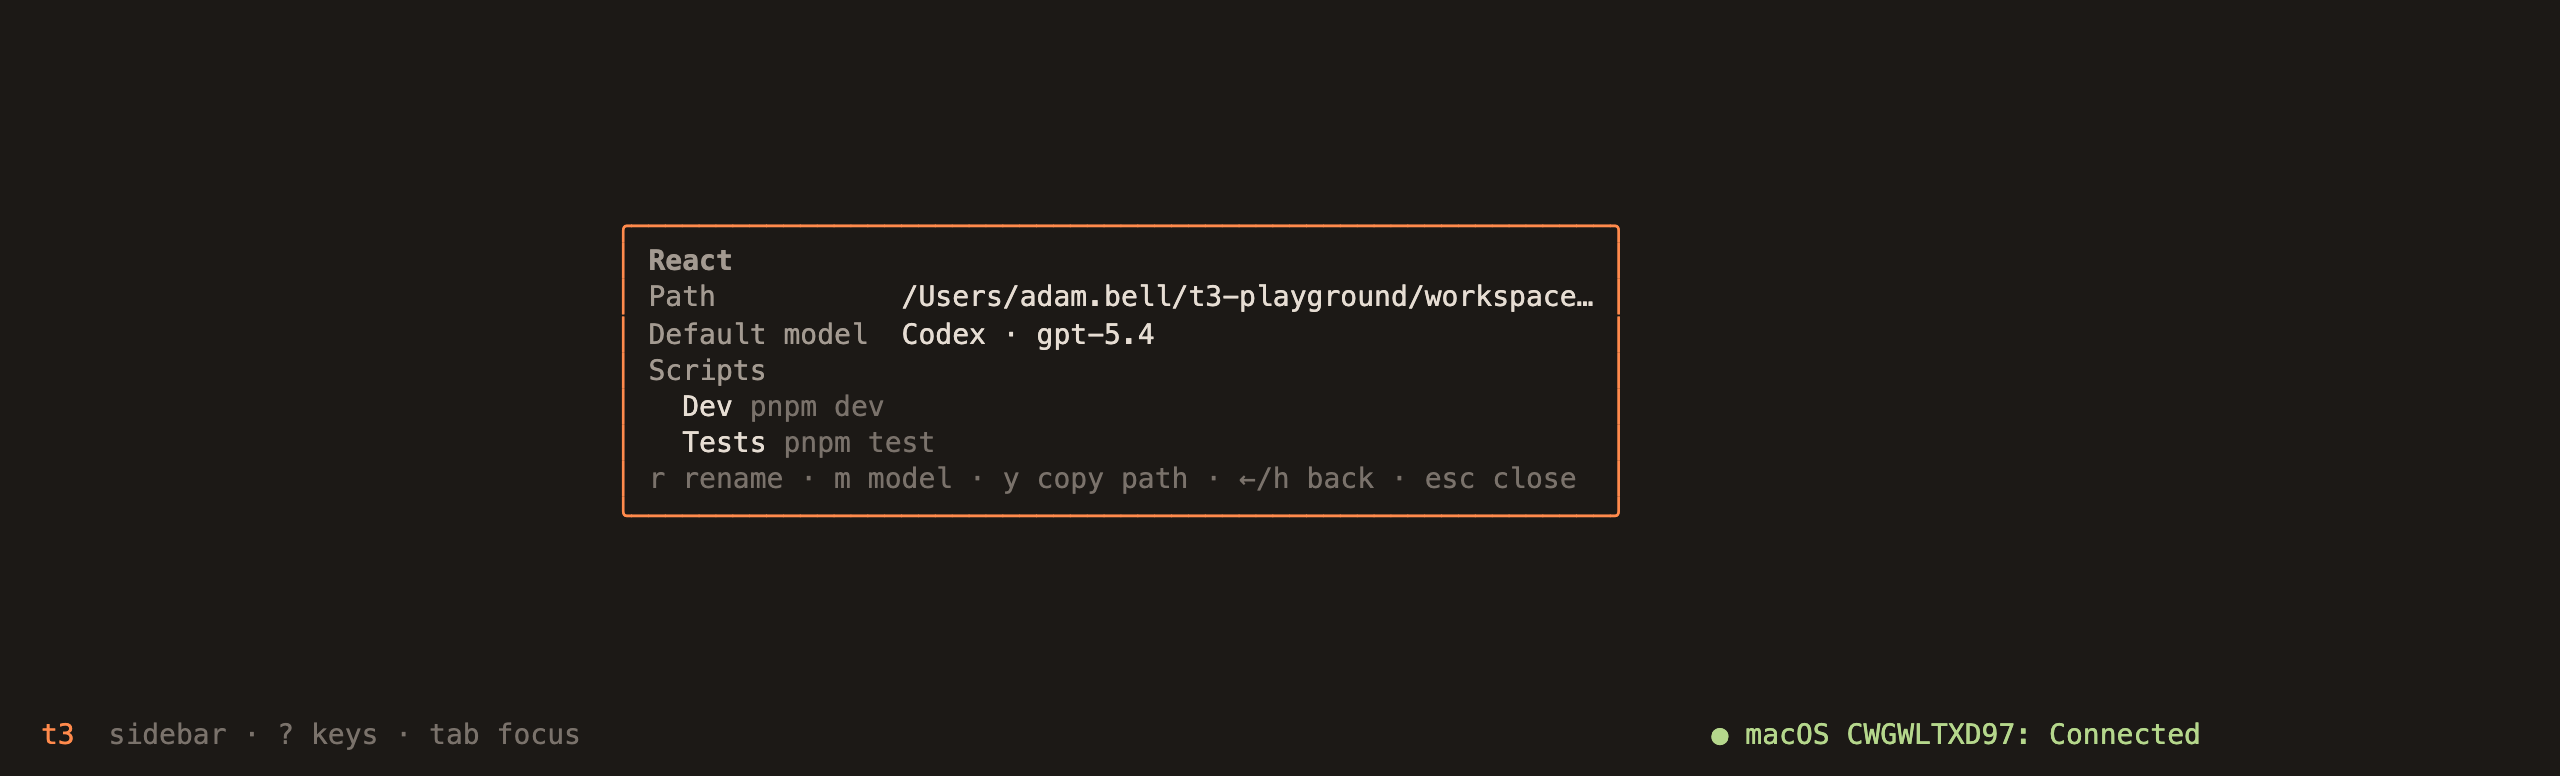 React
Path /Users/adam.bell/t3-playground/workspace…
Default model Codex · gpt-5.4
Scripts
Dev pnpm dev
Tests pnpm test
r rename · m model · y copy path · ←/h back · esc close
t3 sidebar · ? keys · tab focus ● macOS CWGWLTXD97: Connected